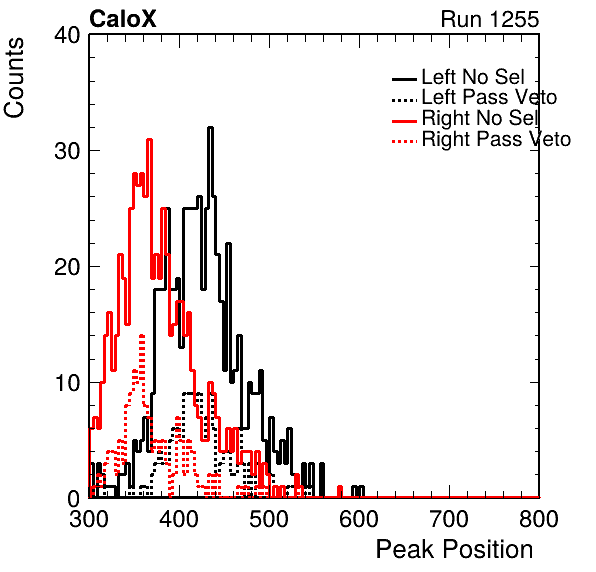 CaloX Run 1255
Counts
40
30
20
10
0
Left No Sel
Left Pass Veto
Right No Sel
Right Pass Veto
300 400 500 600 700 800
Peak Position